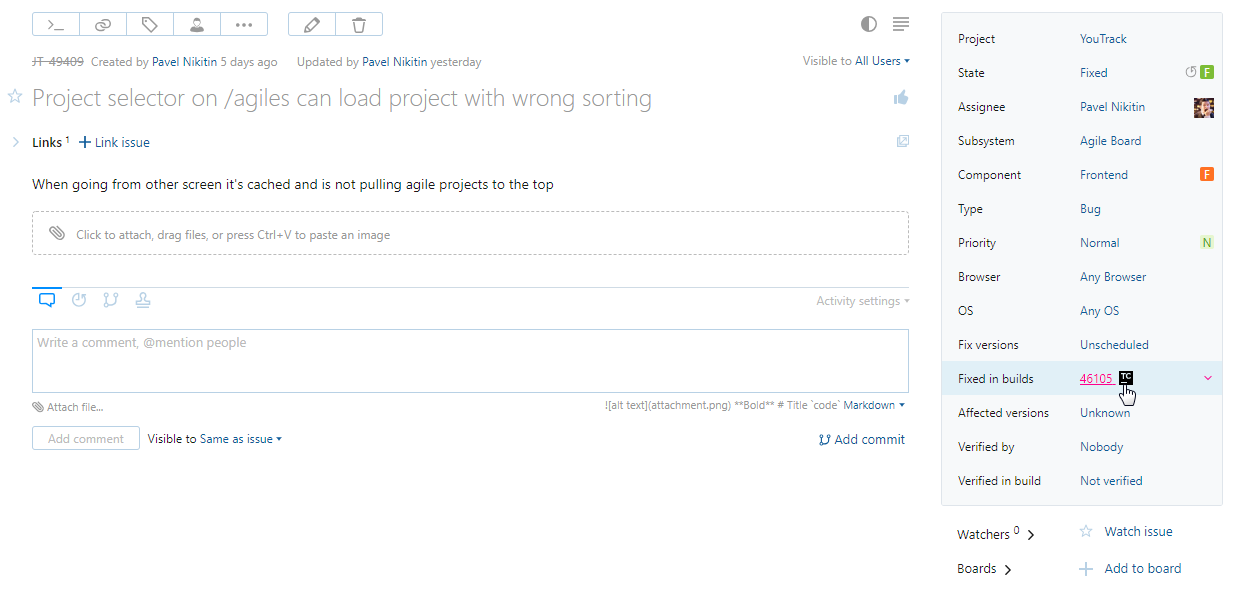 JT-49409 Created by Pavel Nikitin 5 days ago Updated by Pavel Nikitin yesterday
Visible to All Users
Project selector on /agiles can load project with wrong sorting
Links 1 + Link issue
When going from other screen it's cached and is not pulling agile projects to the top
Click to attach, drag files, or press Ctrl+V to paste an image
Activity settings
Write a comment, @mention people
Attach file...
![alt text](attachment.png) **Bold** # Title `code` Markdown
Add comment Visible to Same as issue
Add commit
Project YouTrack
State Fixed F
Assignee Pavel Nikitin
Subsystem Agile Board
Component Frontend F
Type Bug
Priority Normal N
Browser Any Browser
OS Any OS
Fix versions Unscheduled
Fixed in builds 46105 TC
Affected versions Unknown
Verified by Nobody
Verified in build Not verified
Watchers 0 Watch issue
Boards Add to board